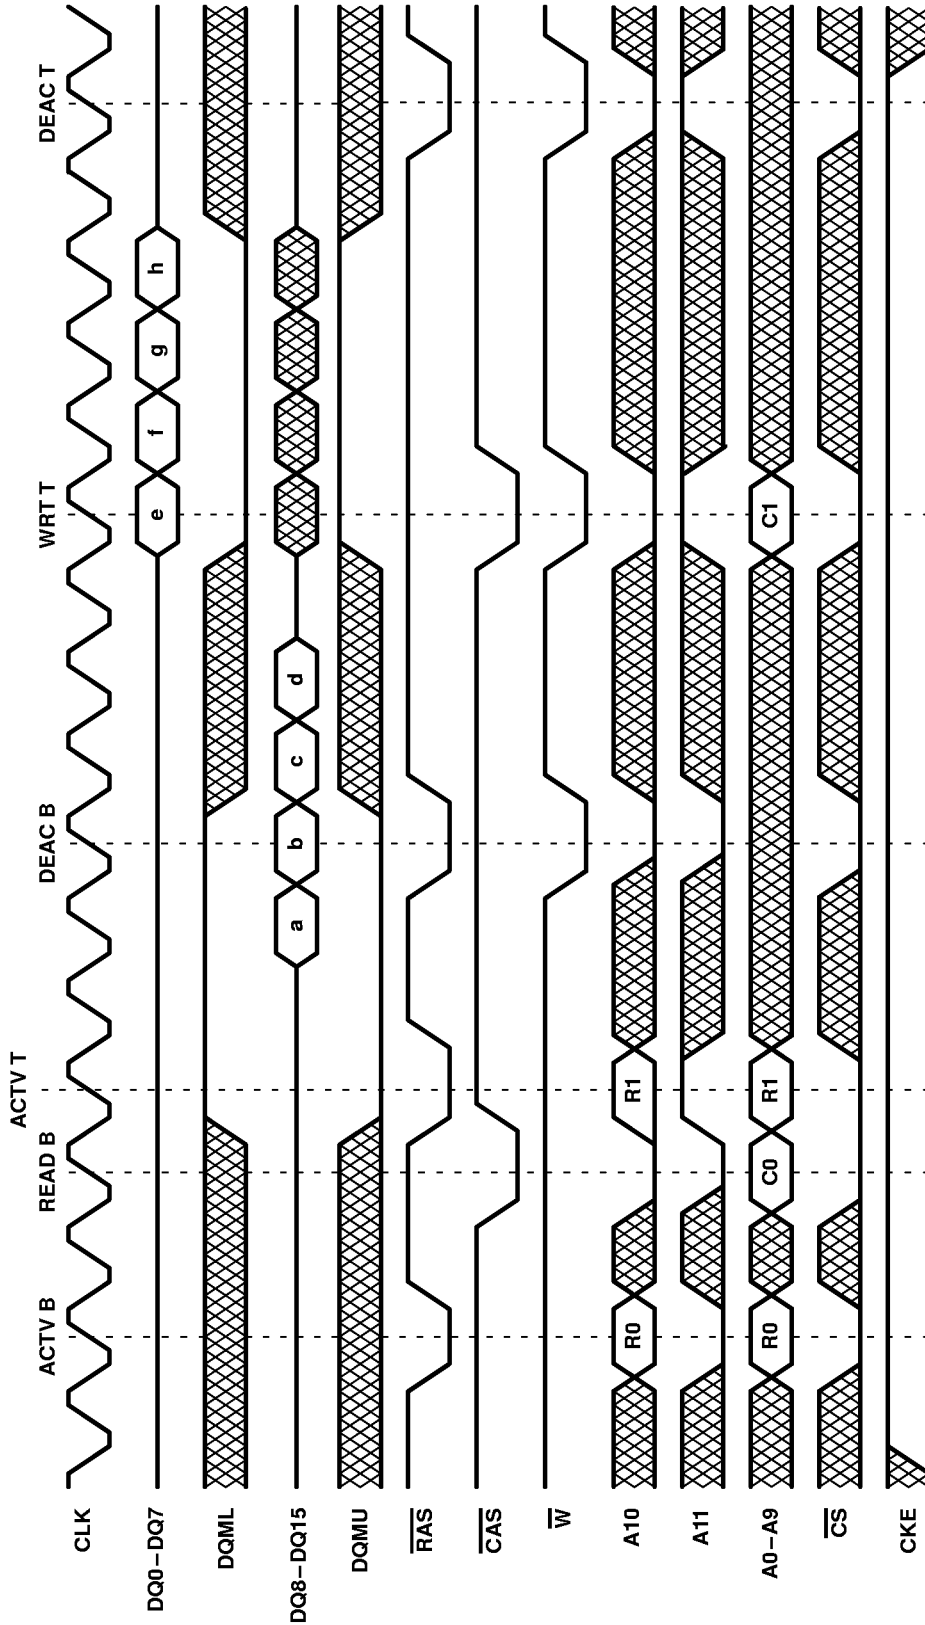 ACTV T
ACTV B READ B DEAC B WRT T DEAC T
CLK
DQ0–DQ7 e f g h
DQML
DQ8–DQ15 a b c d
DQMU
RAS
CAS
W
A10 R0 R1
A11
A0–A9 R0 C0 R1 C1
CS
CKE